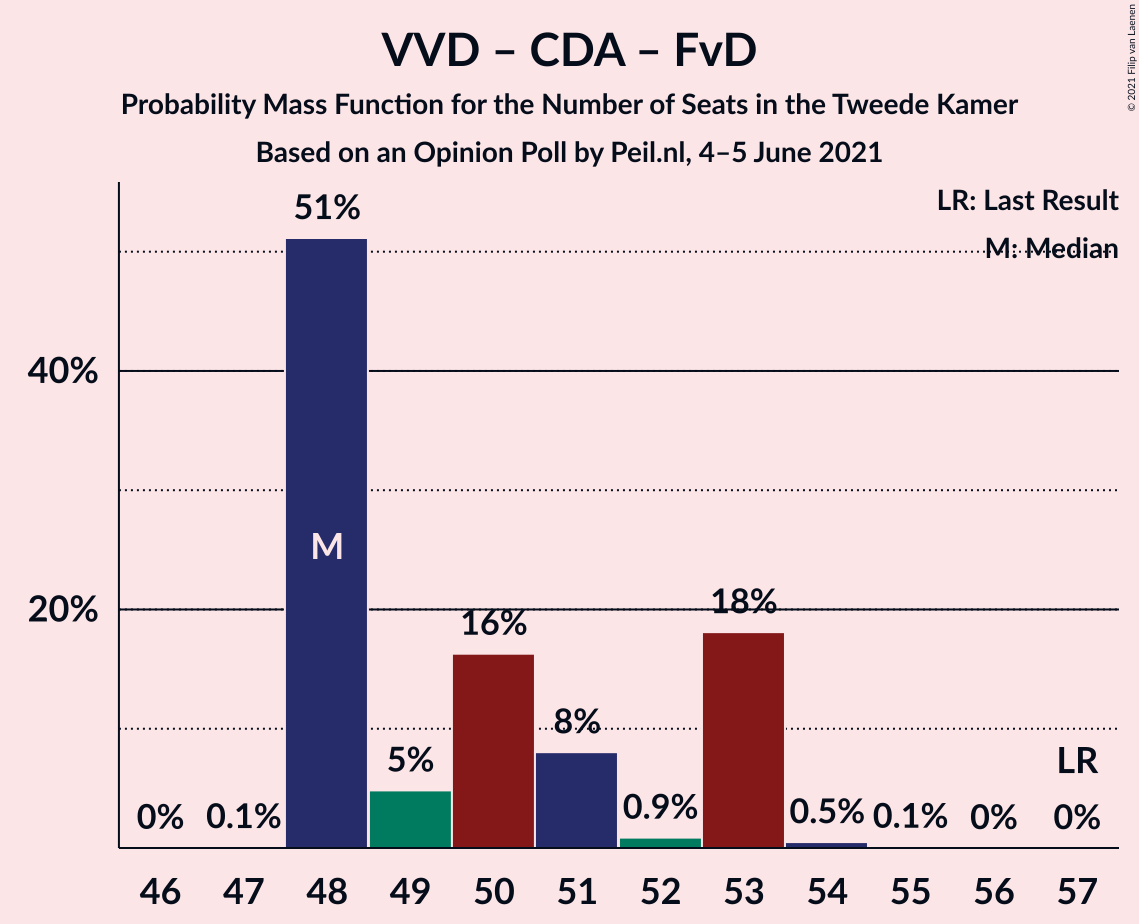 VVD – CDA – FvD
Probability Mass Function for the Number of Seats in the Tweede Kamer
Based on an Opinion Poll by Peil.nl, 4–5 June 2021
© 2021 Filip van Laenen
LR: Last Result
M: Median
51%
40%
M
20%
18%
16%
8%
5%
LR
0% 0.1% 0.9% 0.5% 0.1% 0% 0%
46 47 48 49 50 51 52 53 54 55 56 57